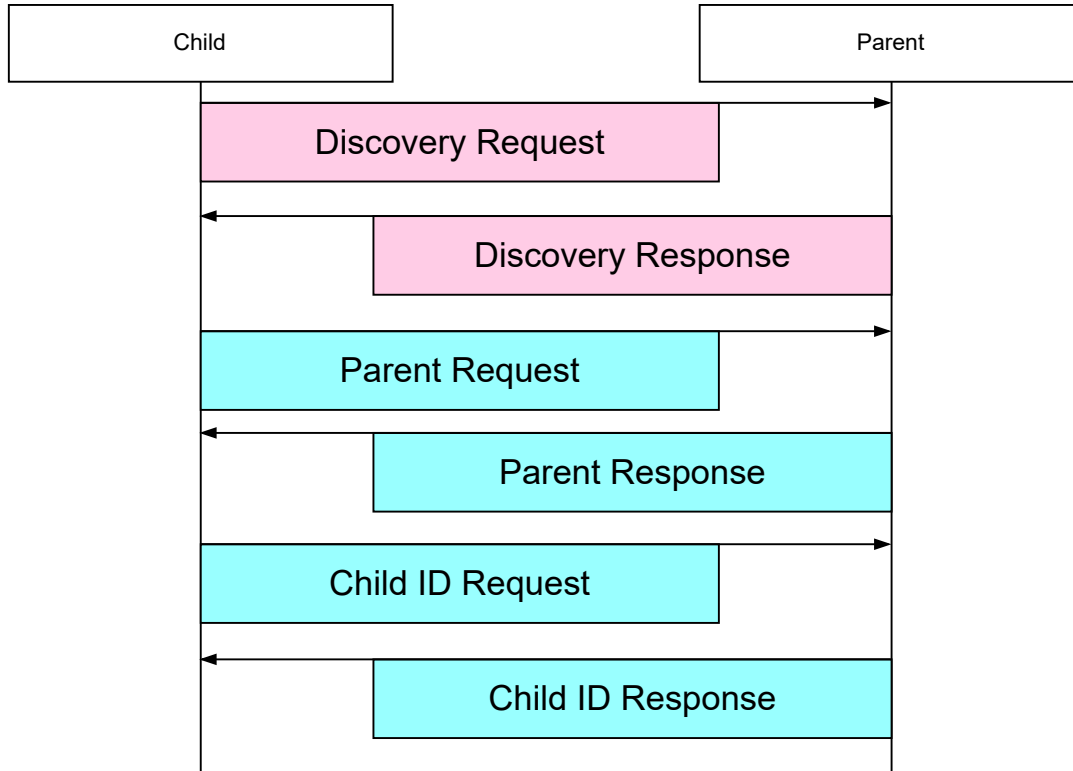 Child
Parent
Discovery Request
Discovery Response
Parent Request
Parent Response
Child ID Request
Child ID Response